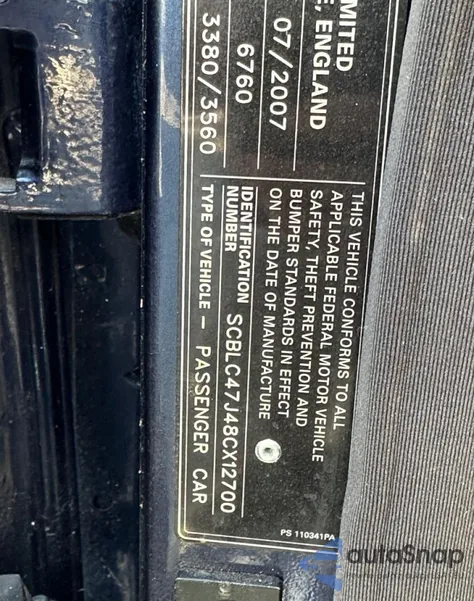 MITED
E, ENGLAND
07/2007
6760
3380/3560
THIS VEHICLE CONFORMS TO ALL
APPLICABLE FEDERAL MOTOR VEHICLE
SAFETY, THEFT PREVENTION AND
BUMPER STANDARDS IN EFFECT
ON THE DATE OF MANUFACTURE
IDENTIFICATION
NUMBER SCBLC47J48CX12700
TYPE OF VEHICLE – PASSENGER CAR
PS 110341PA
autoSnap